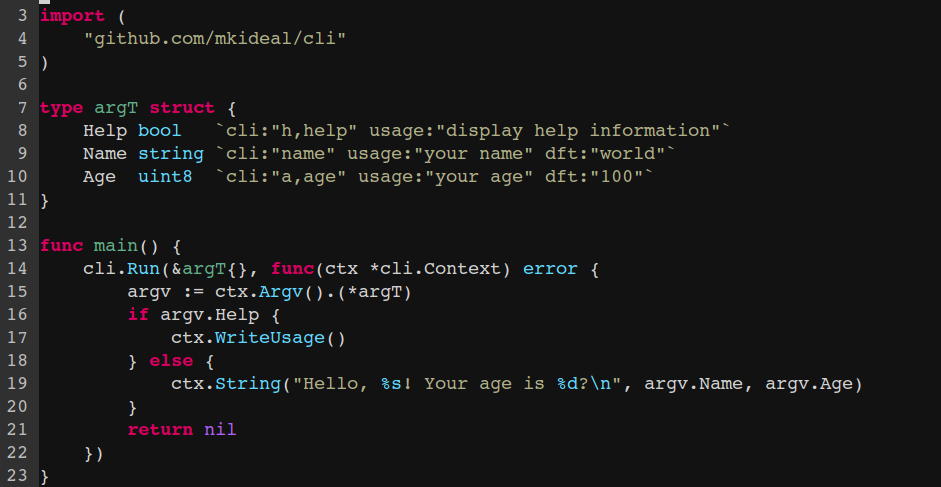 3 import (
4     "github.com/mkideal/cli"
5 )
6
7 type argT struct {
8     Help bool   `cli:"h,help" usage:"display help information"`
9     Name string `cli:"name" usage:"your name" dft:"world"`
10     Age  uint8  `cli:"a,age" usage:"your age" dft:"100"`
11 }
12
13 func main() {
14     cli.Run(&argT{}, func(ctx *cli.Context) error {
15         argv := ctx.Argv().(*argT)
16         if argv.Help {
17             ctx.WriteUsage()
18         } else {
19             ctx.String("Hello, %s! Your age is %d?\n", argv.Name, argv.Age)
20         }
21         return nil
22     })
23 }